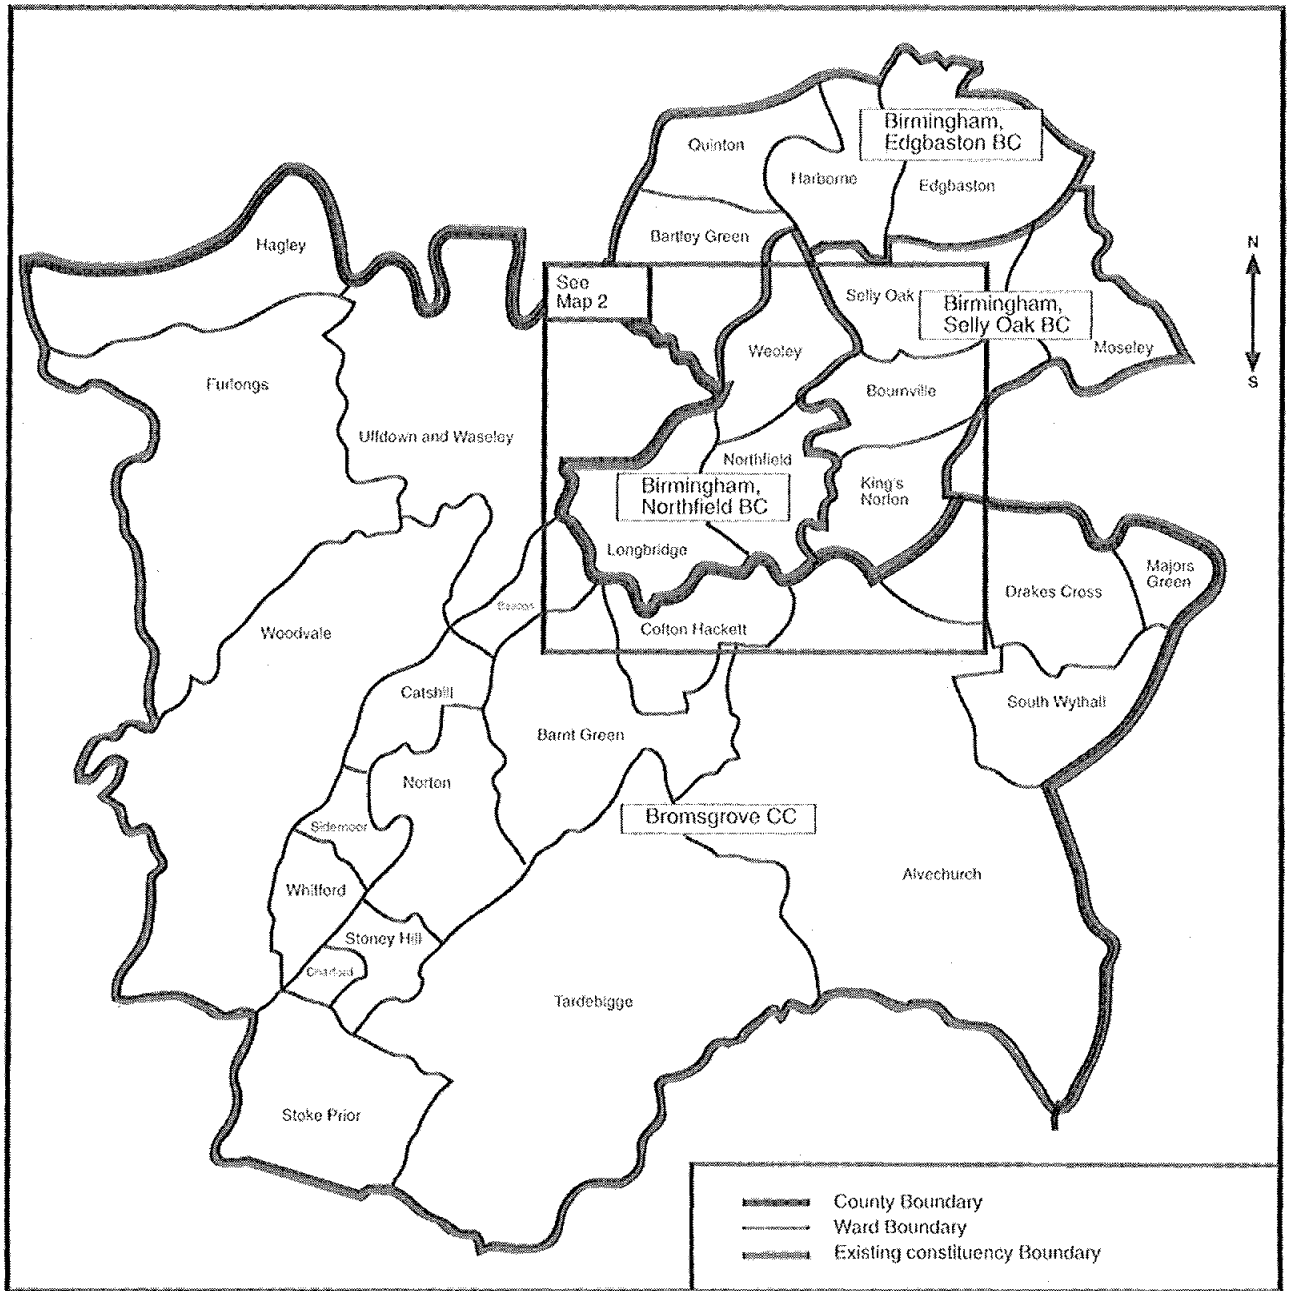 Birmingham,
Edgbaston BC
Quinton
Harborne
Edgbaston
Bartley Green
Hagley
N
See
Map 2
Selly Oak
Birmingham,
Selly Oak BC
Weoley
Moseley
S
Furlongs
Bournville
Uffdown and Waseley
Northfield
Birmingham,
Northfield BC
King's
Norton
Longbridge
Majors
Green
Drakes Cross
Beacon
Woodvale
Cofton Hackett
Catshill
South Wythall
Barnt Green
Norton
Bromsgrove CC
Sidemoor
Alvechurch
Whitford
Stoney Hill
Charford
Tardebigge
Stoke Prior
County Boundary
Ward Boundary
Existing constituency Boundary